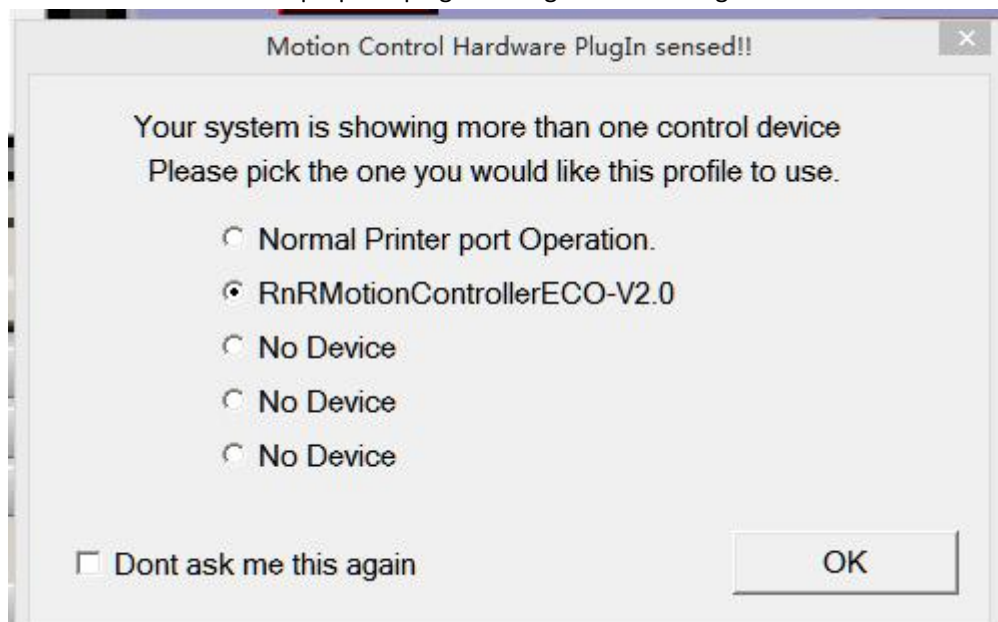 Motion Control Hardware PlugIn sensed!!
Your system is showing more than one control device
Please pick the one you would like this profile to use.
Normal Printer port Operation.
RnRMotionControllerECO-V2.0
No Device
No Device
No Device
Dont ask me this again
OK